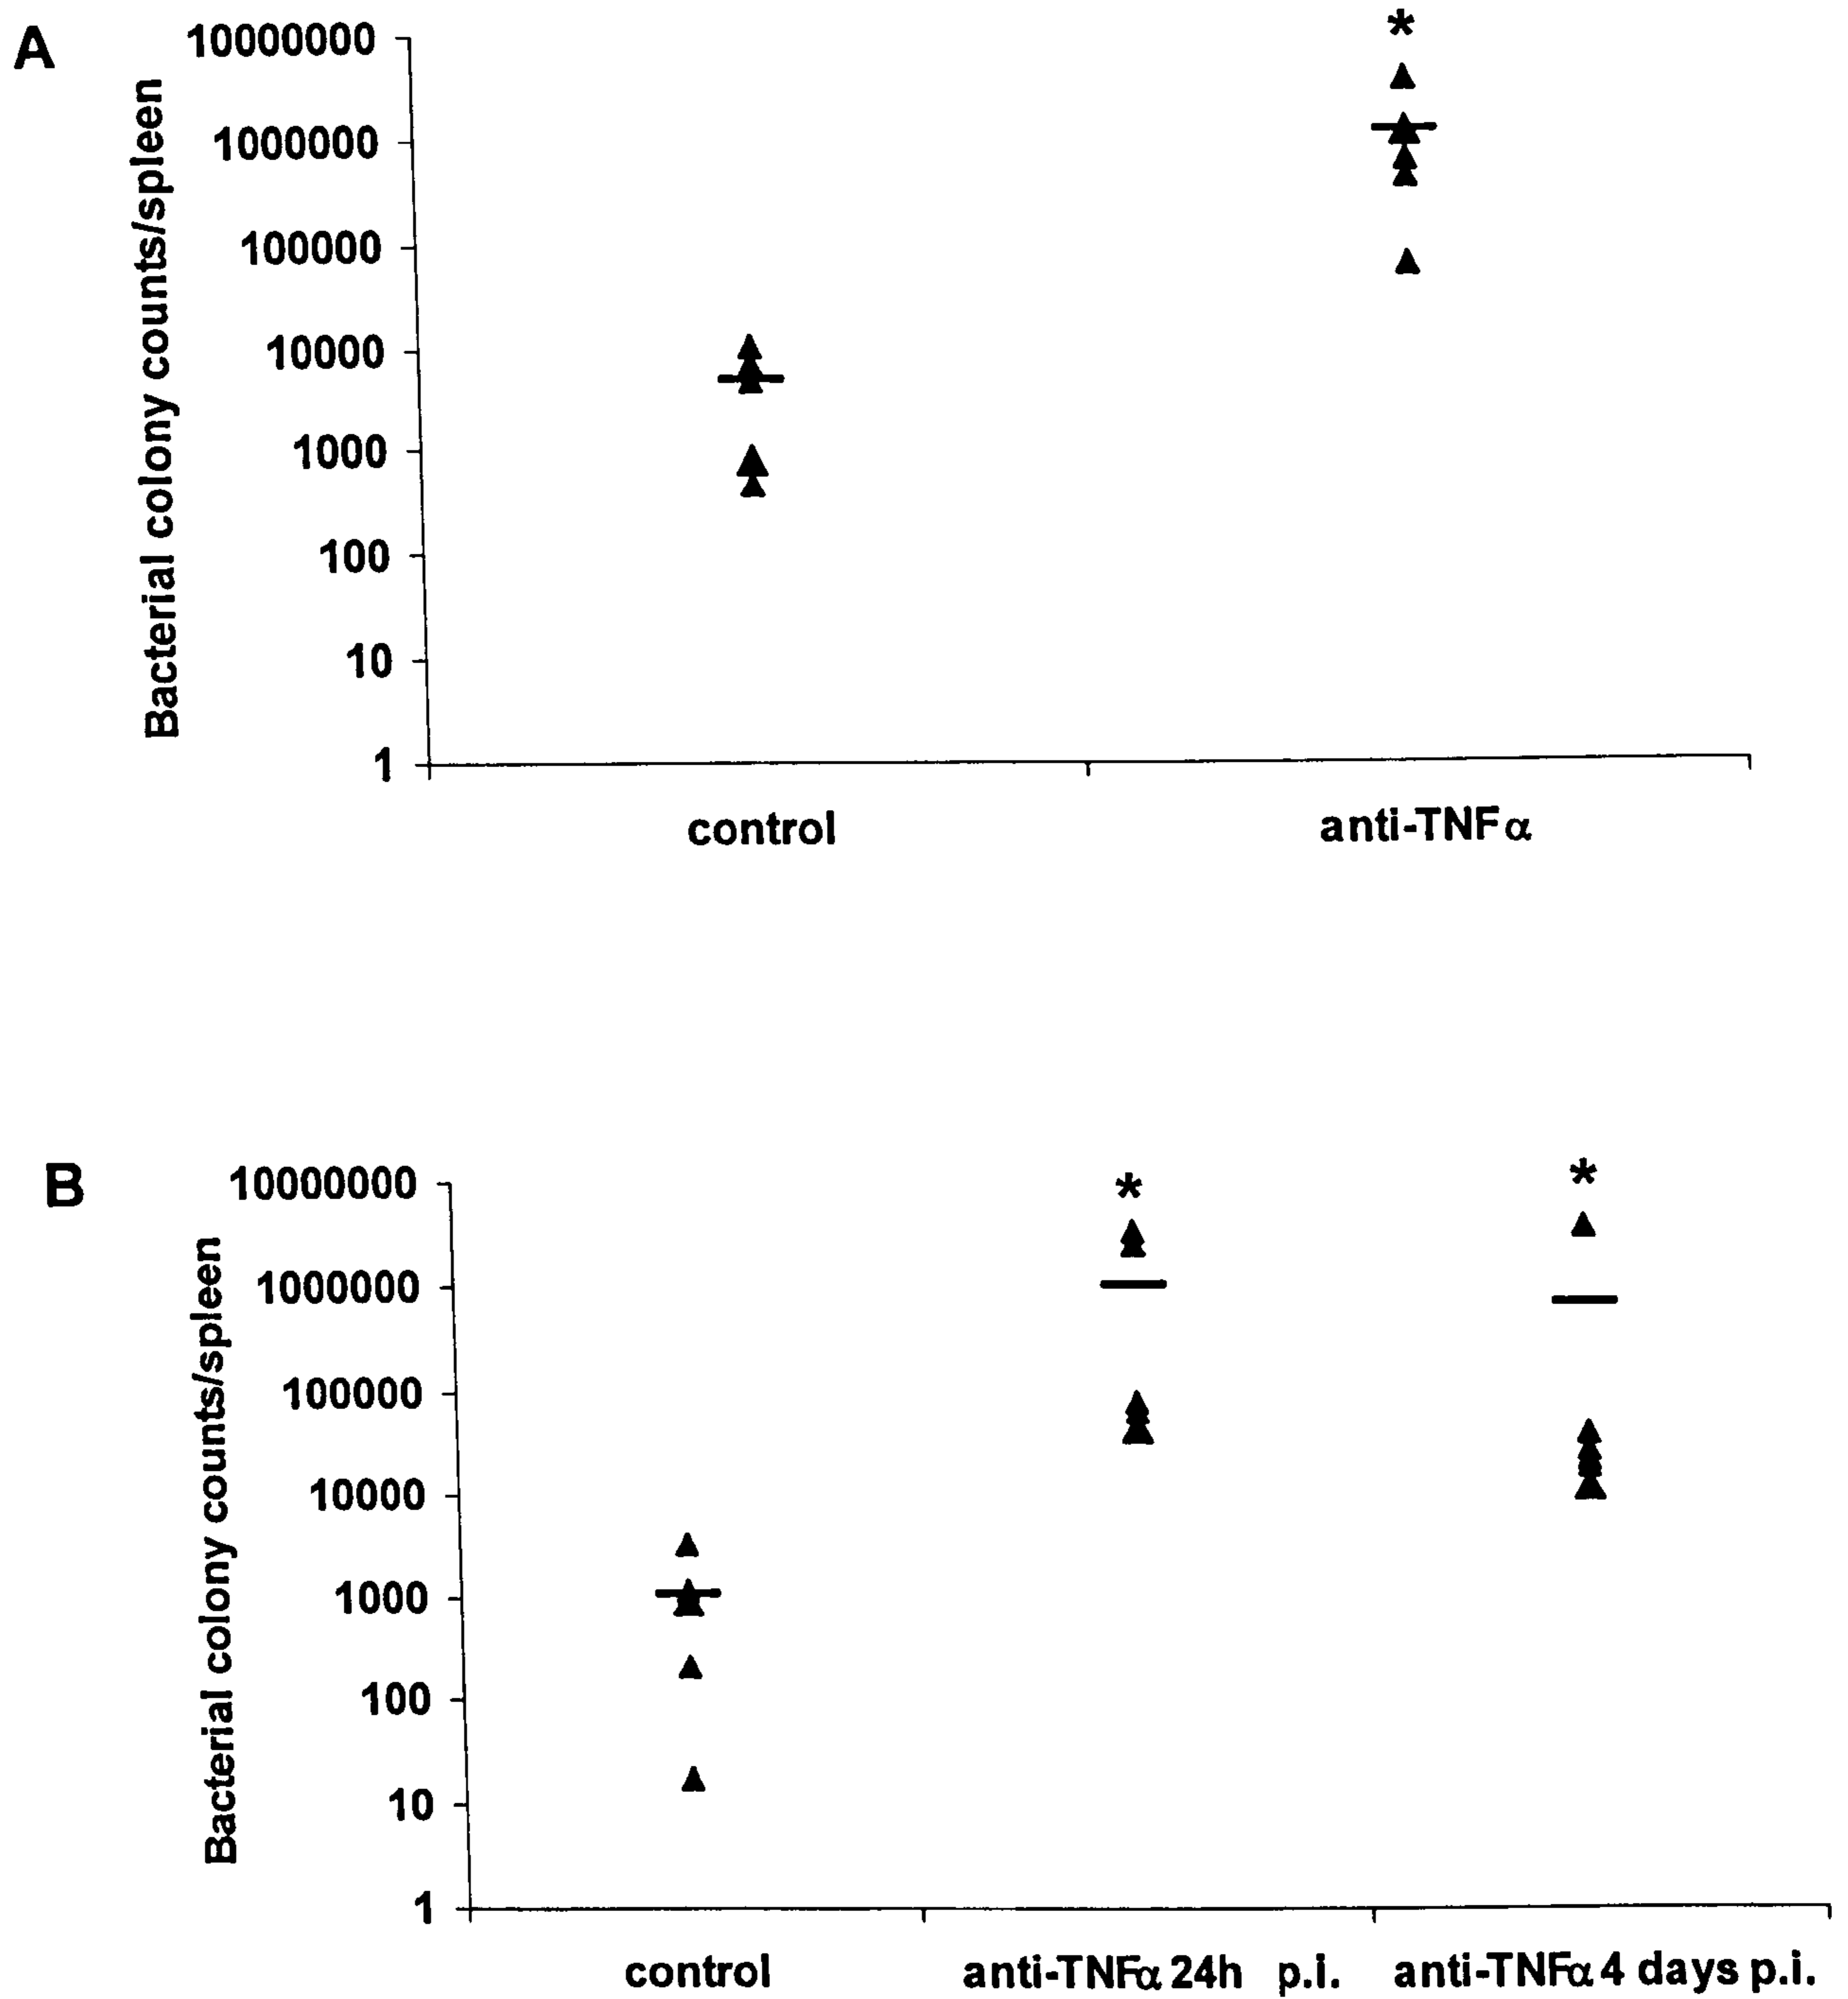 A
*
10000000
1000000
100000
10000
1000
100
10
1
Bacterial colony counts/spleen
control
anti-TNFα
B
*
*
10000000
1000000
100000
10000
1000
100
10
1
Bacterial colony counts/spleen
control
anti-TNFα 24h p.i.
anti-TNFα 4 days p.i.